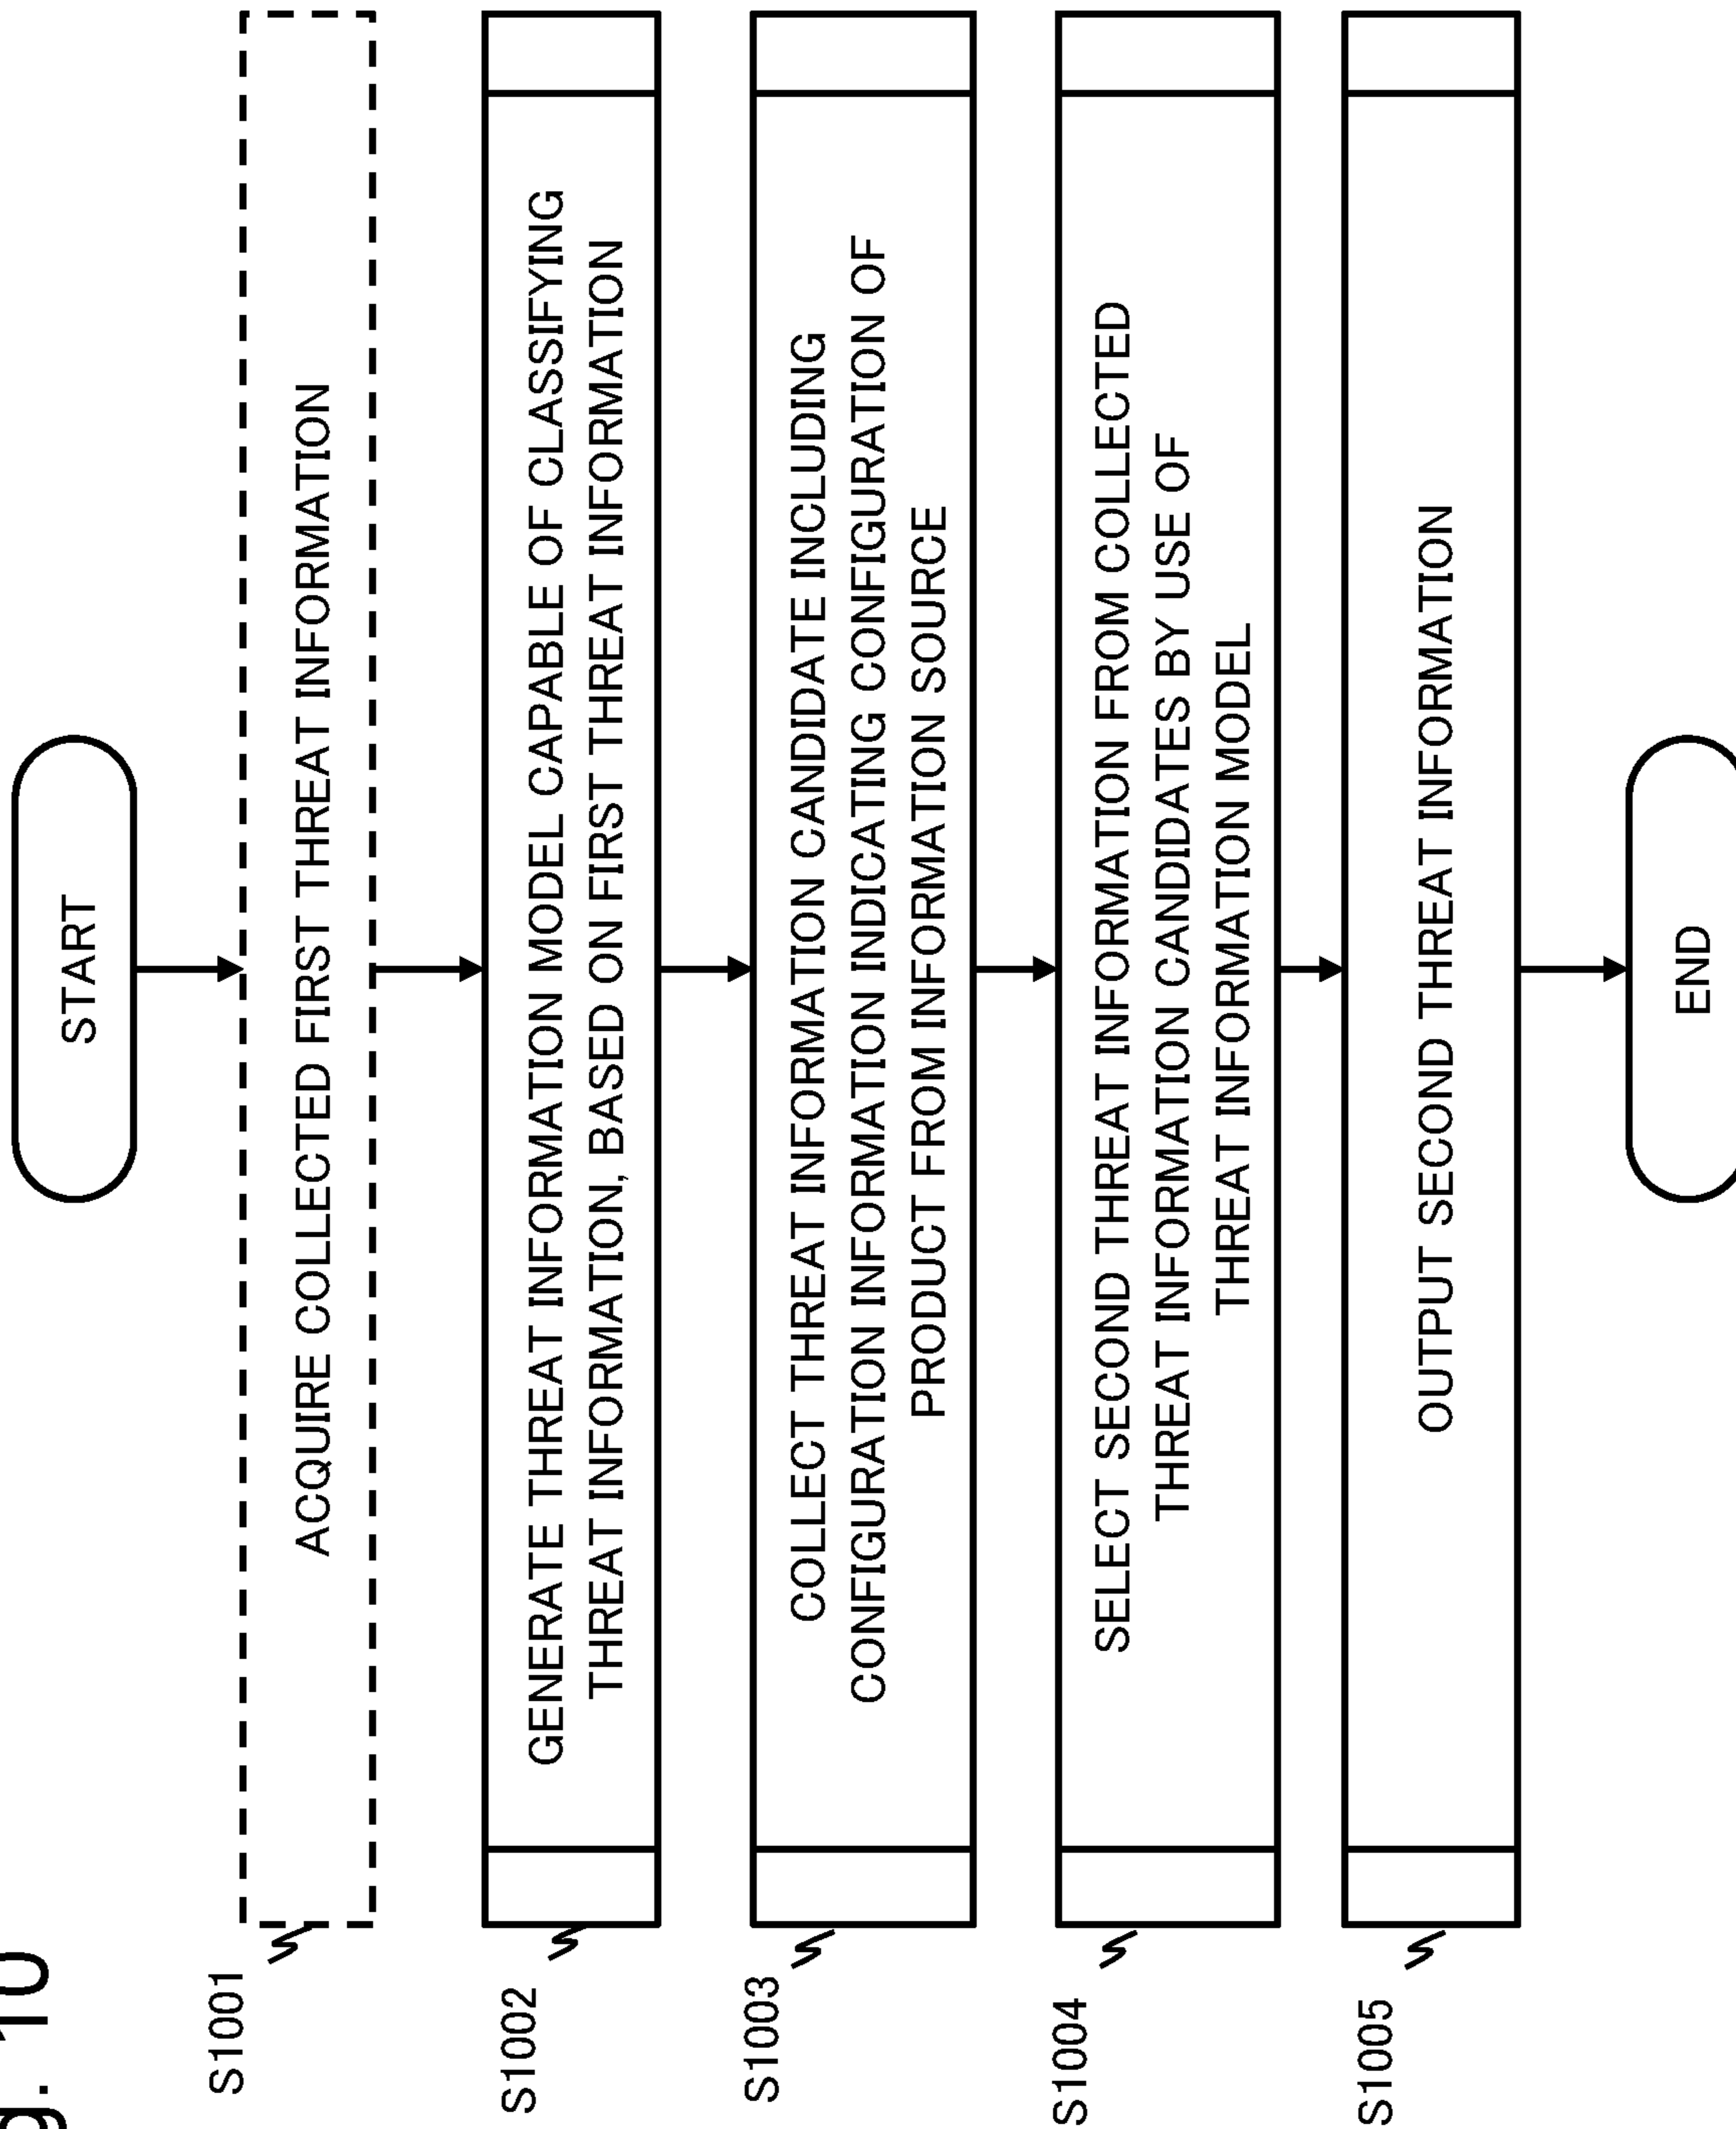 g. 10
START
S1001
ACQUIRE COLLECTED FIRST THREAT INFORMATION
S1002
GENERATE THREAT INFORMATION MODEL CAPABLE OF CLASSIFYING
THREAT INFORMATION, BASED ON FIRST THREAT INFORMATION
S1003
COLLECT THREAT INFORMATION CANDIDATE INCLUDING
CONFIGURATION INFORMATION INDICATING CONFIGURATION OF
PRODUCT FROM INFORMATION SOURCE
S1004
SELECT SECOND THREAT INFORMATION FROM COLLECTED
THREAT INFORMATION CANDIDATES BY USE OF
THREAT INFORMATION MODEL
S1005
OUTPUT SECOND THREAT INFORMATION
END